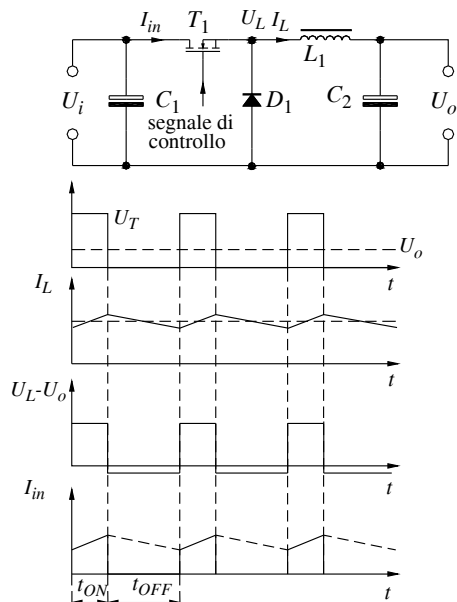 I_in T_1 U_L I_L
L_1
U_i C_1 D_1 C_2 U_o
segnale di
controllo
U_T
U_o
t
I_L
t
U_L-U_o
t
I_in
t_ON t_OFF t